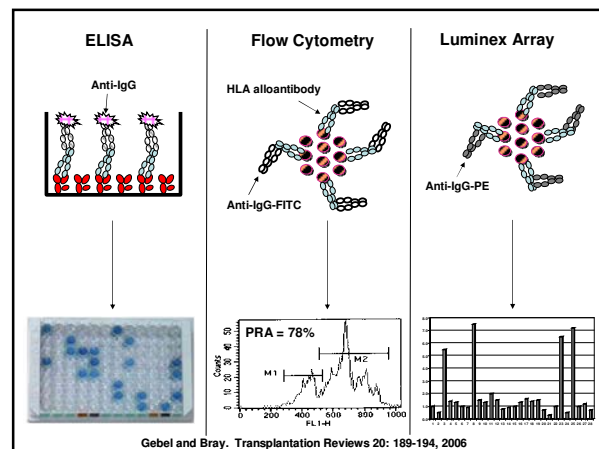 ELISA
Anti-IgG
Flow Cytometry
HLA alloantibody
Anti-IgG-FITC
PRA = 78%
M1
M2
Counts
50
40
30
20
10
0
0 200 400 600 800 1000
FL1-H
Luminex Array
Anti-IgG-PE
Gebel and Bray. Transplantation Reviews 20: 189-194, 2006